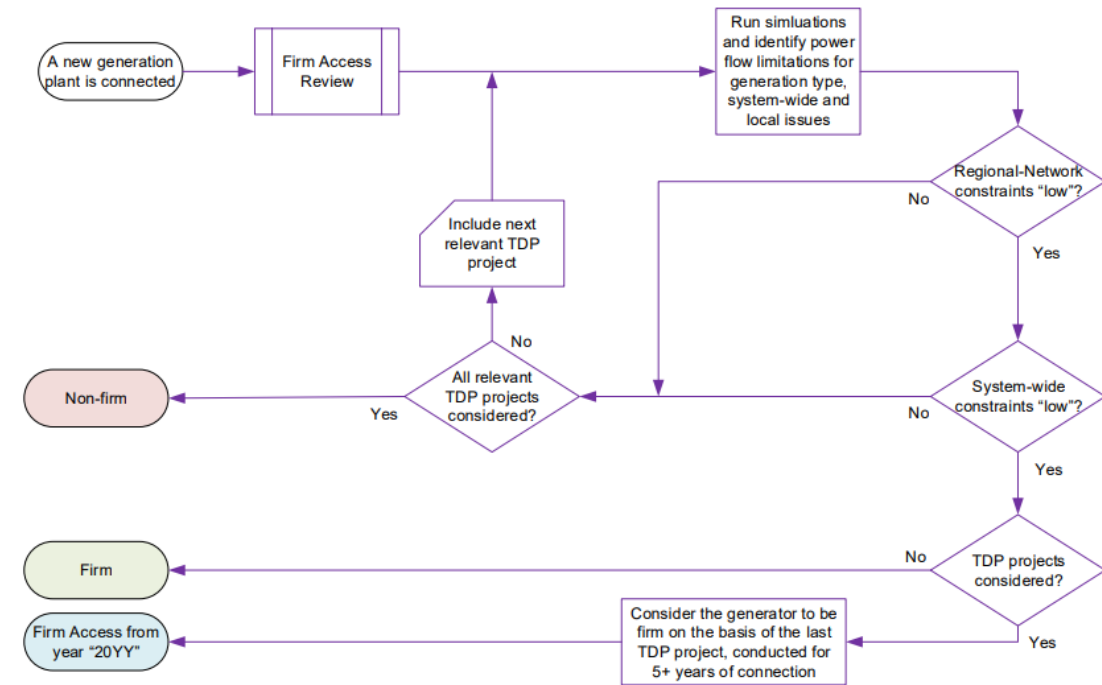 A new generation
plant is connected
Firm Access
Review
Run simluations
and identify power
flow limitations for
generation type,
system-wide and
local issues
Regional-Network
constraints “low”?
No
Yes
Include next
relevant TDP
project
No
All relevant
TDP projects
considered?
Yes
Non-firm
System-wide
constraints “low”?
No
Yes
TDP projects
considered?
No
Yes
Firm
Consider the generator to be
firm on the basis of the last
TDP project, conducted for
5+ years of connection
Firm Access from
year “20YY”